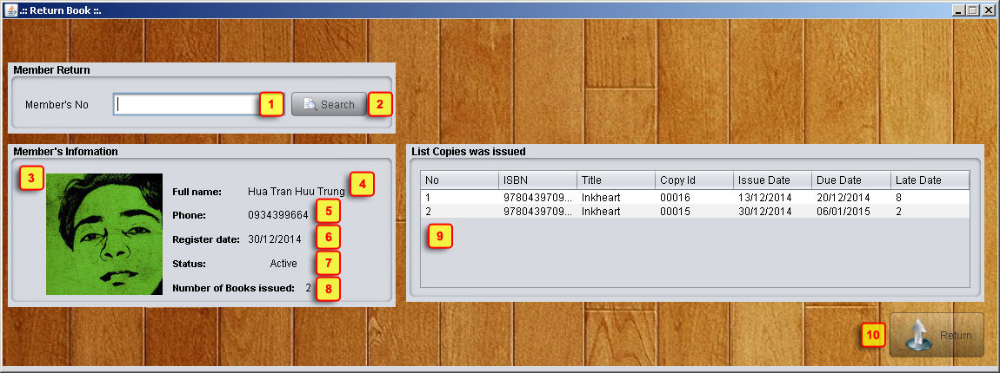 .:: Return Book ::.
Member Return
Member's No 1 Search 2
Member's Infomation
3
Full name: Hua Tran Huu Trung 4
Phone: 0934399664 5
Register date: 30/12/2014 6
Status: Active 7
Number of Books issued: 2 8
List Copies was issued
No ISBN Title Copy Id Issue Date Due Date Late Date
1 9780439709... Inkheart 00016 13/12/2014 20/12/2014 8
2 9780439709... Inkheart 00015 30/12/2014 06/01/2015 2
9
10 Return